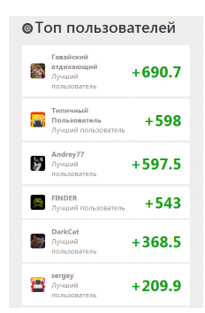 Топ пользователей
Гавайский
отдихающий
Лучший
пользователь
+690.7
Типичный
Пользователь
Лучший пользователь
+598
Andrey77
Лучший
пользователь
+597.5
FINDER
Лучший пользователь
+543
DarkCat
Лучший
пользователь
+368.5
sergey
Лучший
пользователь
+209.9